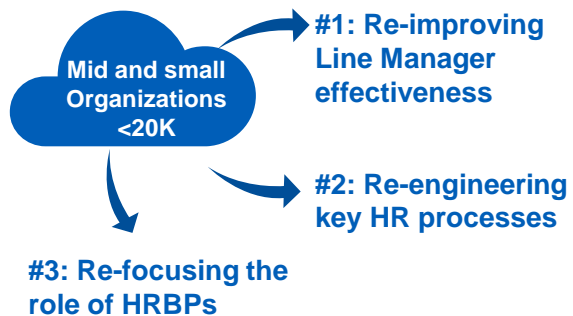 Mid and small
Organizations
<20K
#1: Re-improving
Line Manager
effectiveness
#2: Re-engineering
key HR processes
#3: Re-focusing the
role of HRBPs